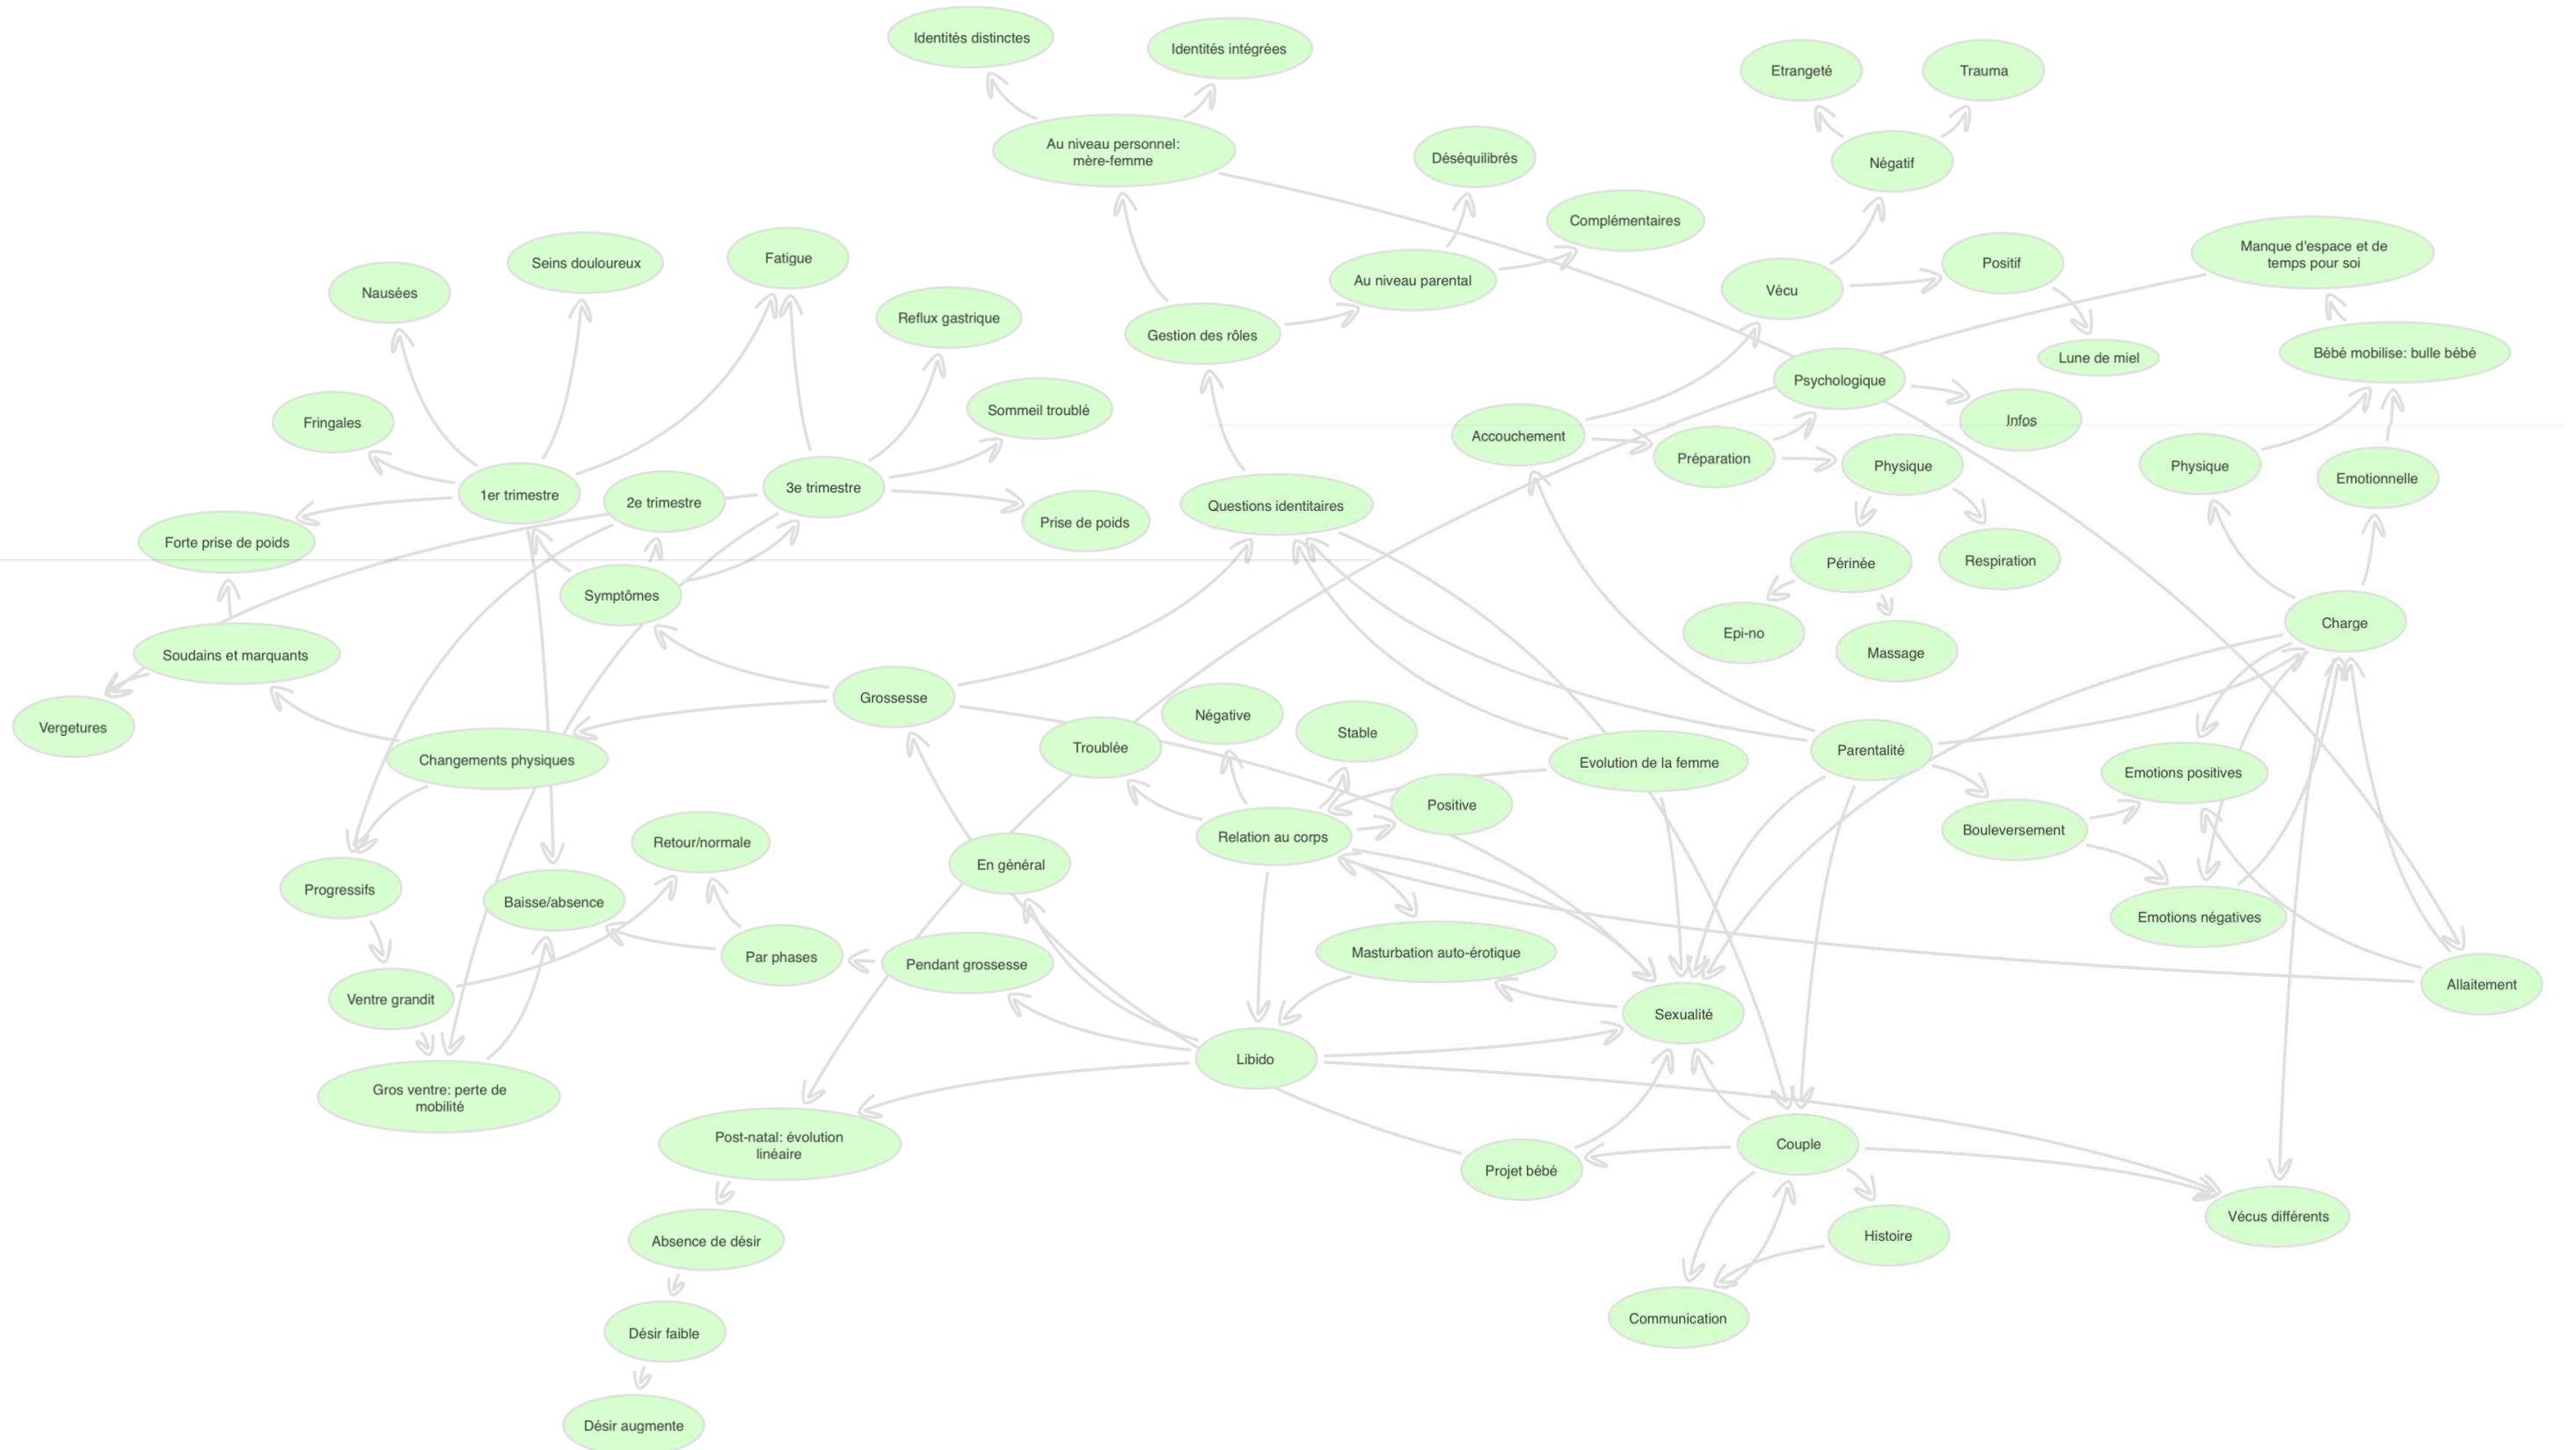 Identités distinctes
Identités intégrées
Etrangeté
Trauma
Au niveau personnel:
mère-femme
Déséquilibrés
Négatif
Complémentaires
Manque d'espace et de
temps pour soi
Seins douloureux
Fatigue
Nausées
Au niveau parental
Vécu
Positif
Reflux gastrique
Gestion des rôles
Lune de miel
Bébé mobilise: bulle bébé
Psychologique
Fringales
Sommeil troublé
Accouchement
Infos
Préparation
Physique
Physique
Emotionnelle
1er trimestre
2e trimestre
3e trimestre
Questions identitaires
Prise de poids
Forte prise de poids
Périnée
Respiration
Symptômes
Epi-no
Massage
Charge
Soudains et marquants
Grossesse
Vergetures
Négative
Stable
Troublée
Changements physiques
Evolution de la femme
Parentalité
Emotions positives
Positive
Retour/normale
Relation au corps
Bouleversement
En général
Progressifs
Baisse/absence
Emotions négatives
Par phases
Pendant grossesse
Masturbation auto-érotique
Ventre grandit
Allaitement
Sexualité
Libido
Gros ventre: perte de
mobilité
Post-natal: évolution
linéaire
Couple
Projet bébé
Vécus différents
Absence de désir
Histoire
Communication
Désir faible
Désir augmente